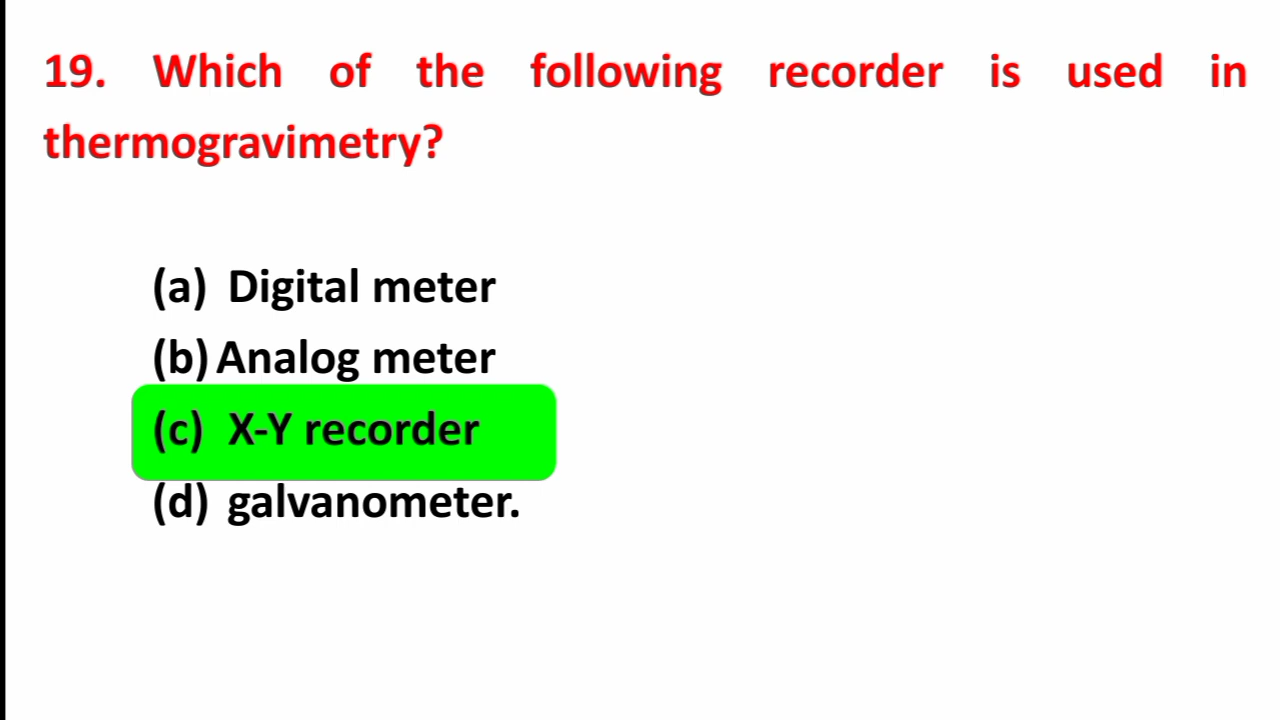 19. Which of the following recorder is used in
thermogravimetry?
(a) Digital meter
(b) Analog meter
(c) X-Y recorder
(d) galvanometer.